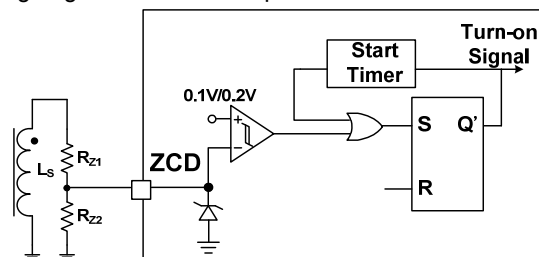 Turn-on
Signal
Start
Timer
0.1V/0.2V
+
−
S
Q'
R
ZCD
LS
RZ1
RZ2